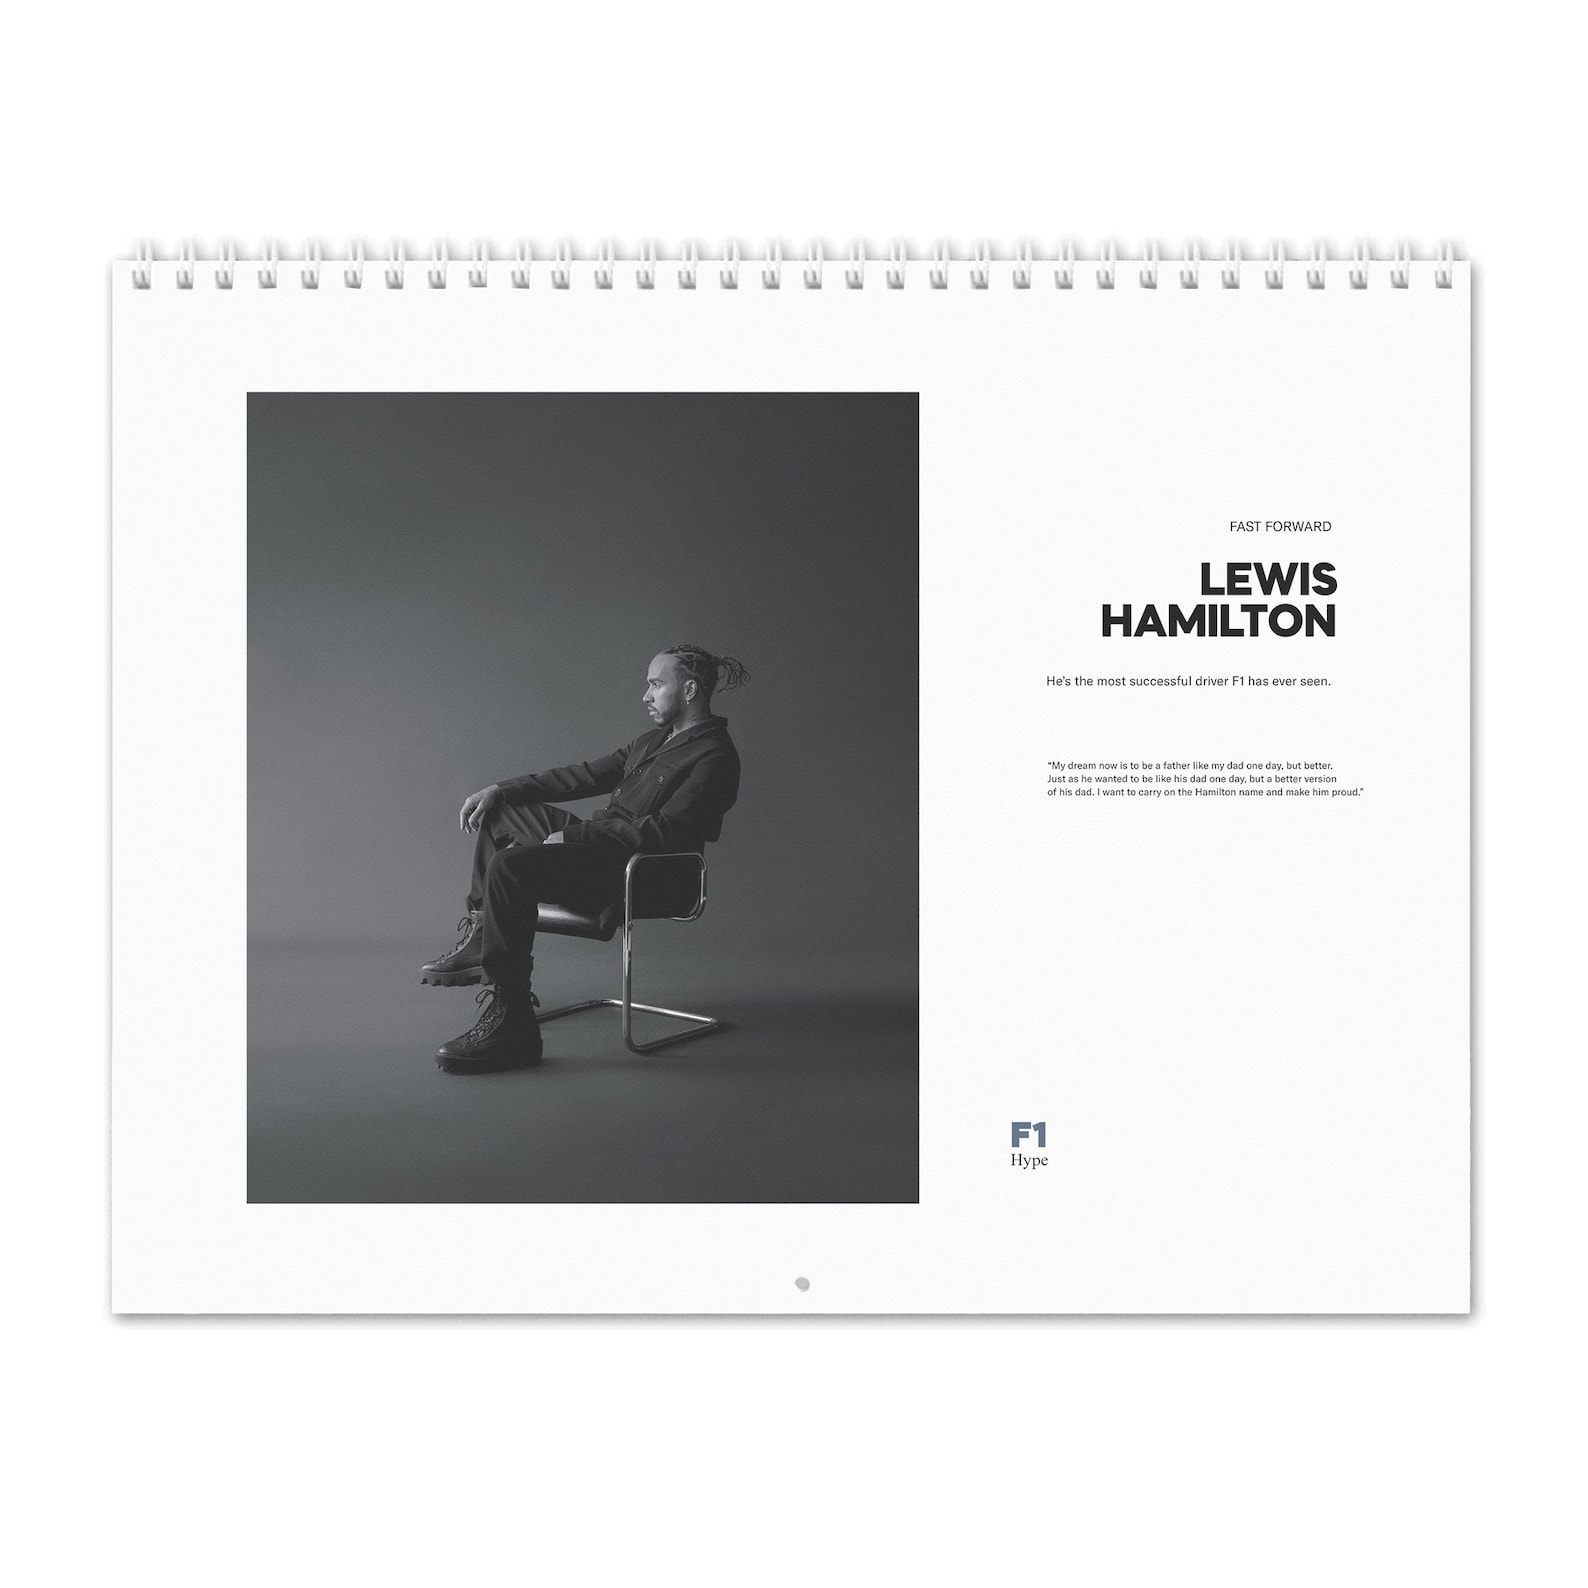 FAST FORWARD
LEWIS
HAMILTON
He's the most successful driver F1 has ever seen.
“My dream now is to be a father like my dad one day, but better.
Just as he wanted to be like his dad one day, but a better version
of his dad. I want to carry on the Hamilton name and make him proud.”
F1
Hype